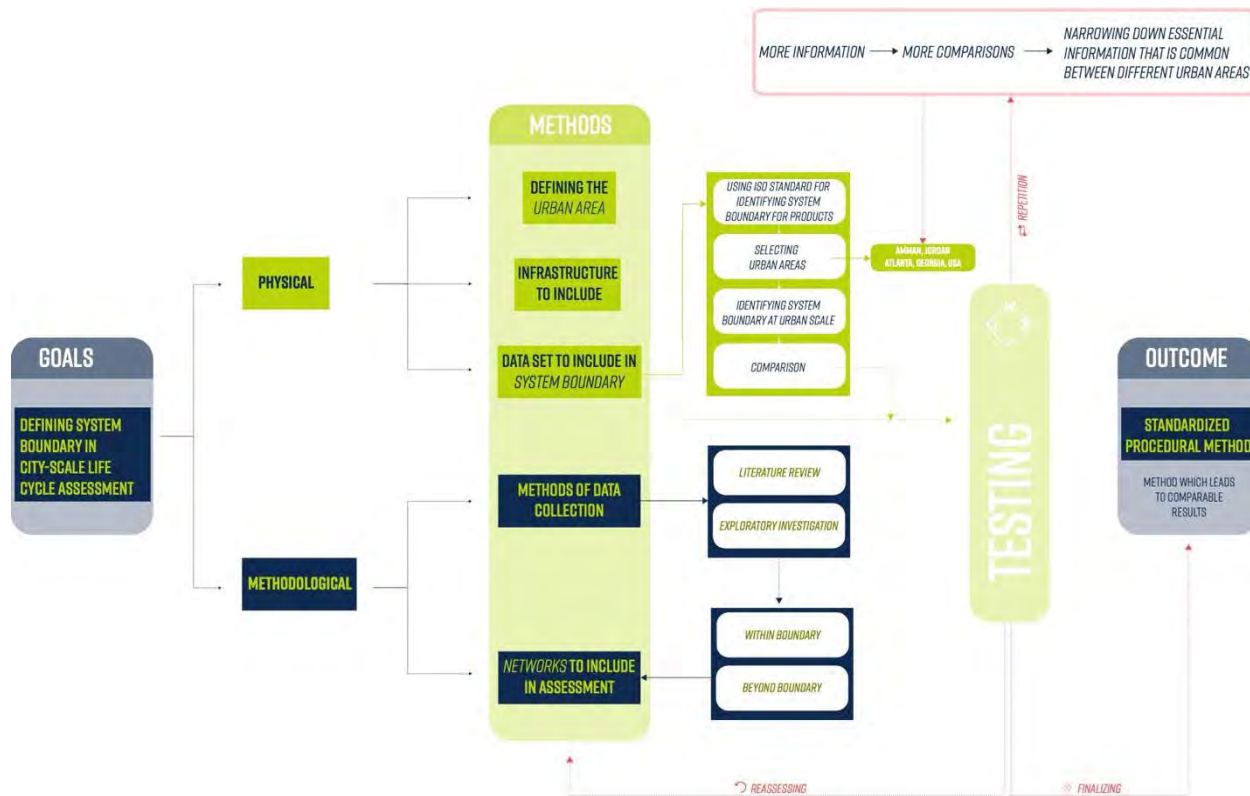 MORE INFORMATION
MORE COMPARISONS
NARROWING DOWN ESSENTIAL
INFORMATION THAT IS COMMON
BETWEEN DIFFERENT URBAN AREAS
METHODS
DEFINING THE
URBAN AREA
INFRASTRUCTURE
TO INCLUDE
DATA SET TO INCLUDE IN
SYSTEM BOUNDARY
METHODS OF DATA
COLLECTION
NETWORKS TO INCLUDE
IN ASSESSMENT
GOALS
DEFINING SYSTEM
BOUNDARY IN
CITY-SCALE LIFE
CYCLE ASSESSMENT
PHYSICAL
METHODOLOGICAL
USING ISO STANDARD FOR
IDENTIFYING SYSTEM
BOUNDARY FOR PRODUCTS
SELECTING
URBAN AREAS
IDENTIFYING SYSTEM
BOUNDARY AT URBAN SCALE
COMPARISON
AMMAN, JORDAN
ATLANTA, GEORGIA, USA
LITERATURE REVIEW
EXPLORATORY INVESTIGATION
WITHIN BOUNDARY
BEYOND BOUNDARY
REPETITION
TESTING
OUTCOME
STANDARDIZED
PROCEDURAL METHOD
METHOD WHICH LEADS
TO COMPARABLE
RESULTS
REASSESSING
FINALIZING